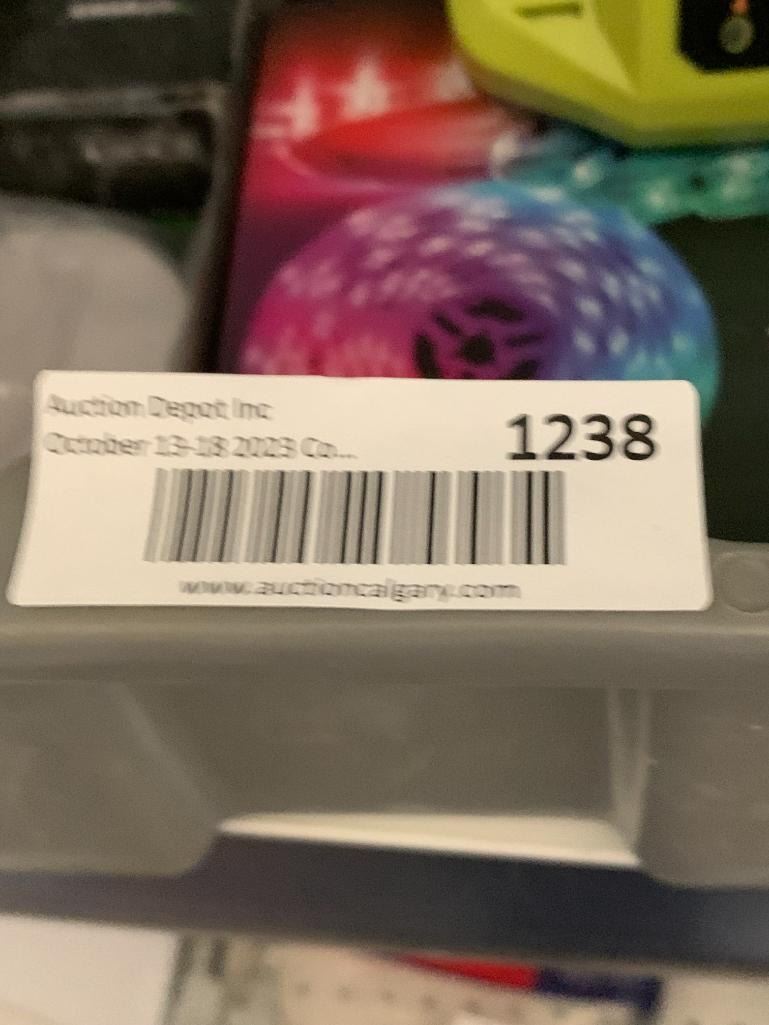 Auction Depot Inc
October 13-18 2023 Co...
1238
www.auctioncalgary.com